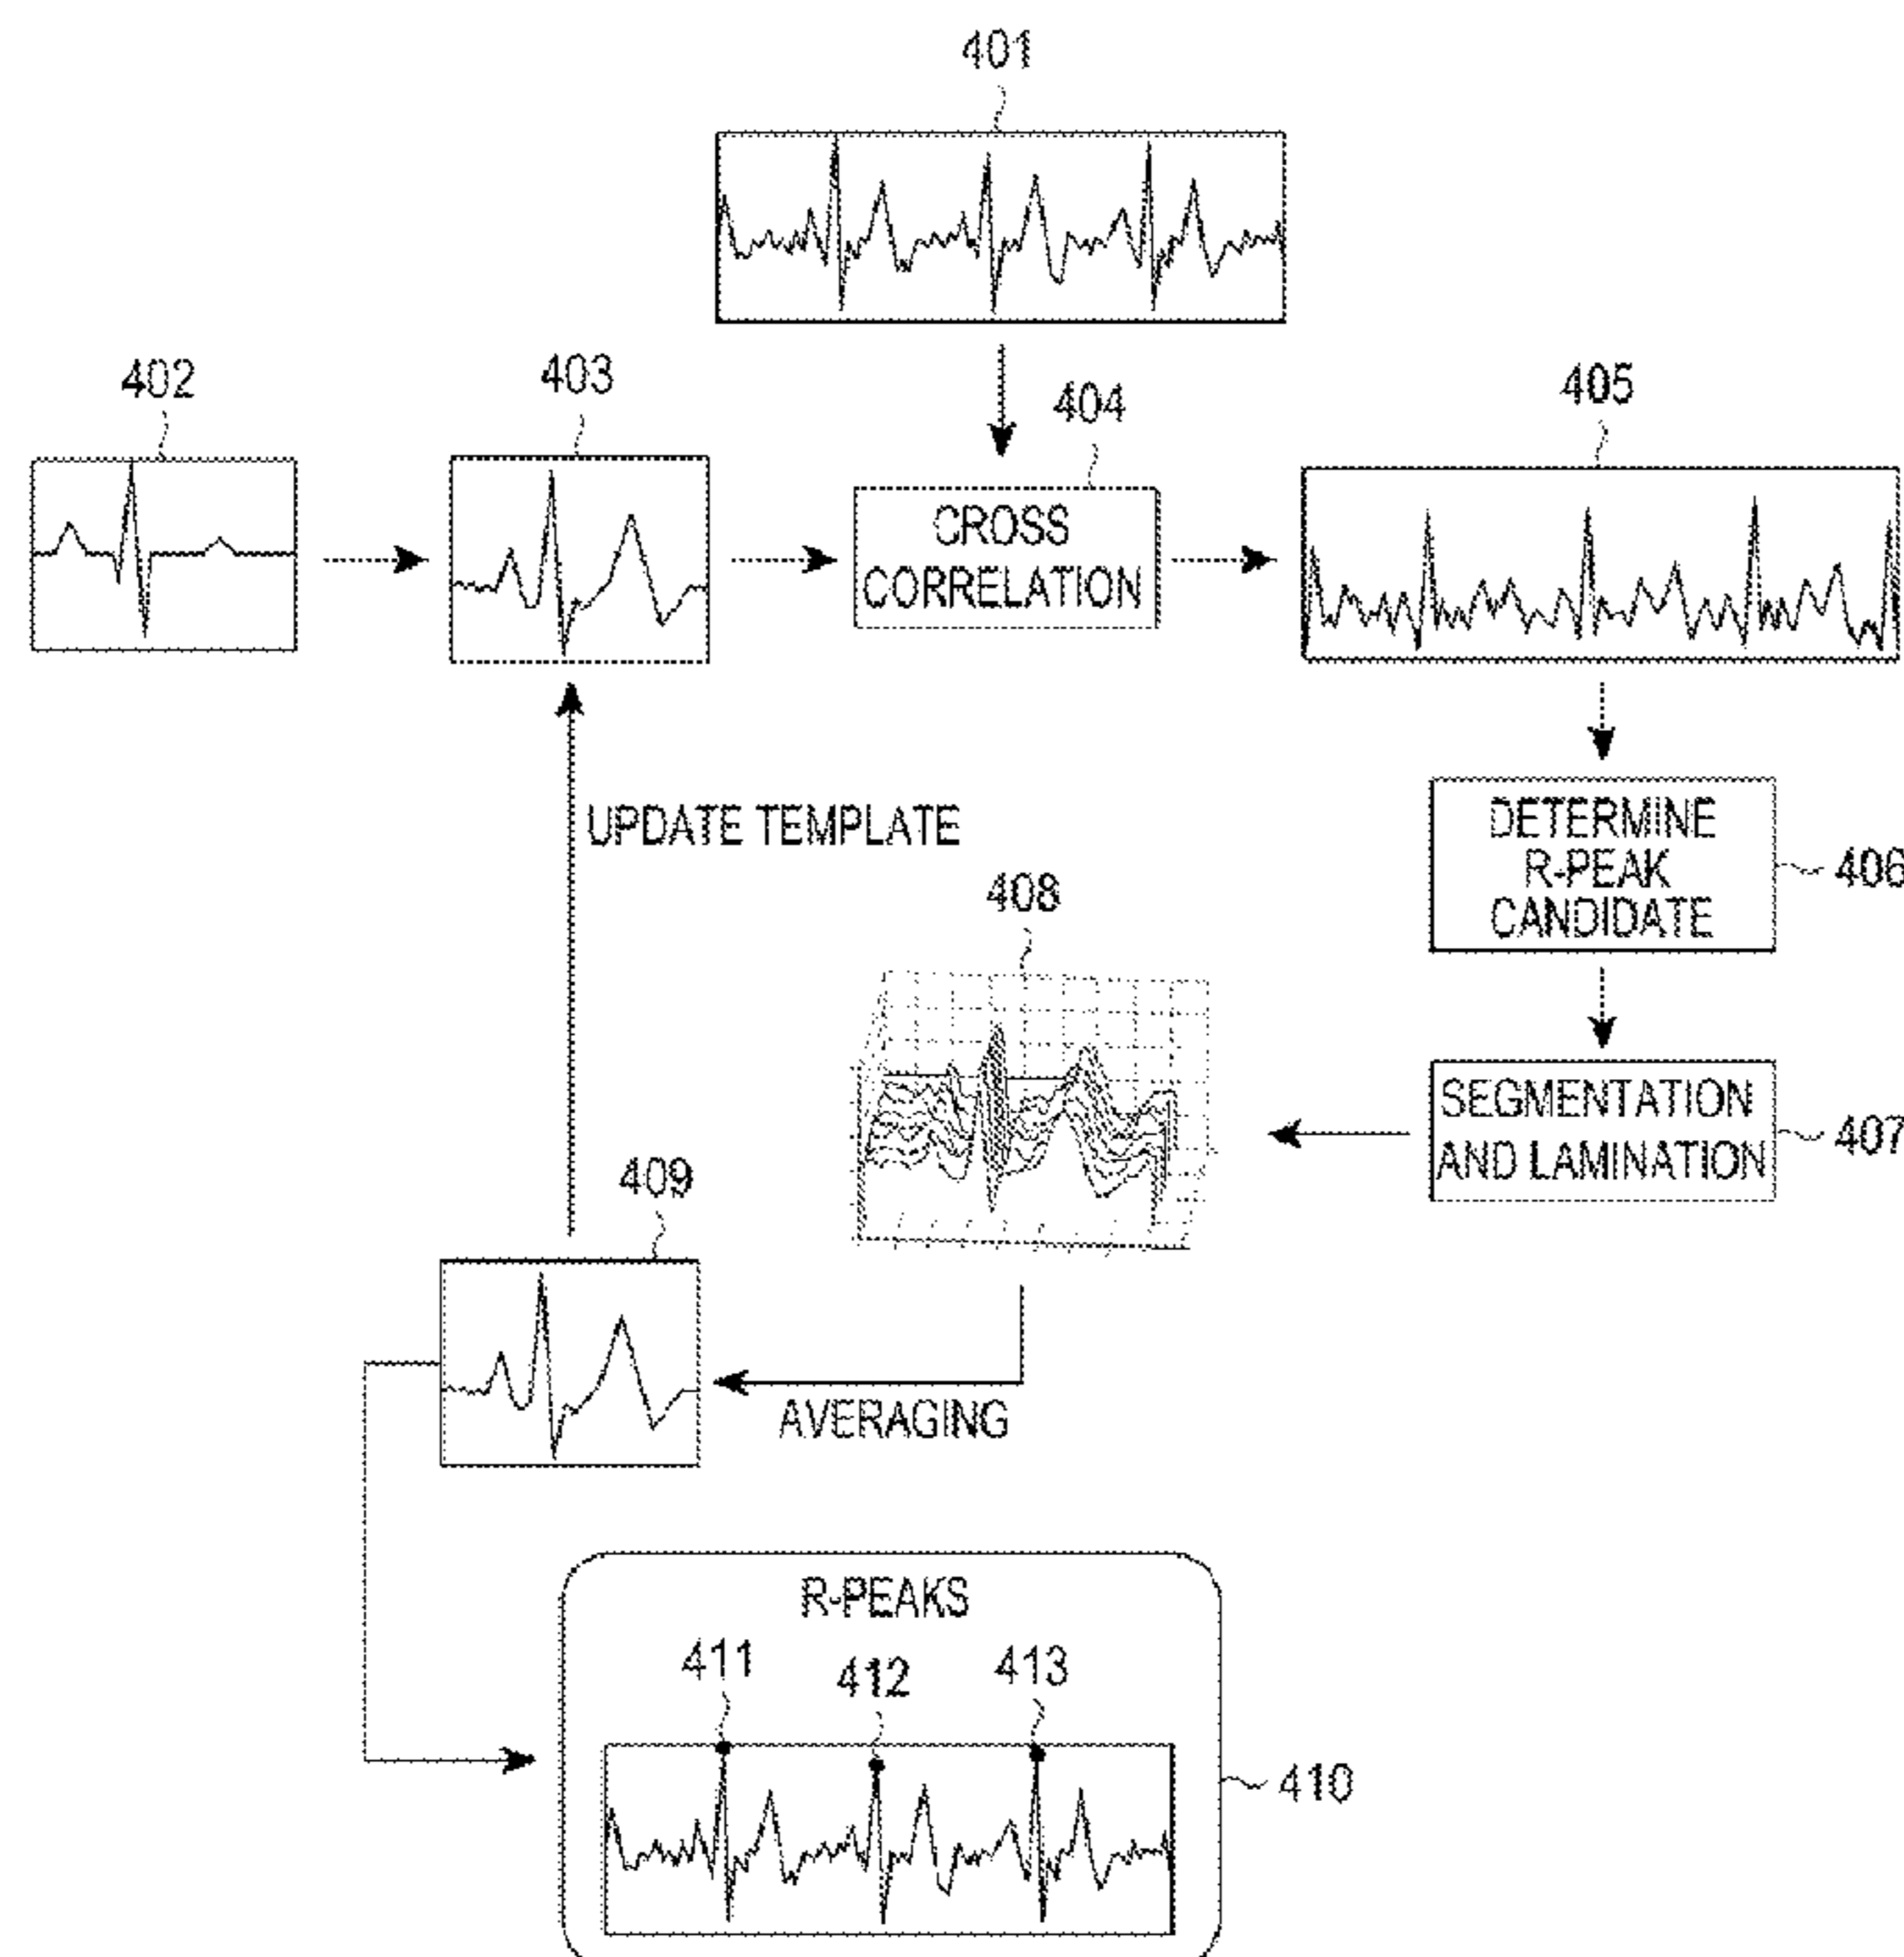 401
402
403
404
405
CROSS
CORRELATION
DETERMINE
R-PEAK
CANDIDATE
406
UPDATE TEMPLATE
408
SEGMENTATION
AND LAMINATION
407
409
AVERAGING
R-PEAKS
411
412
413
410